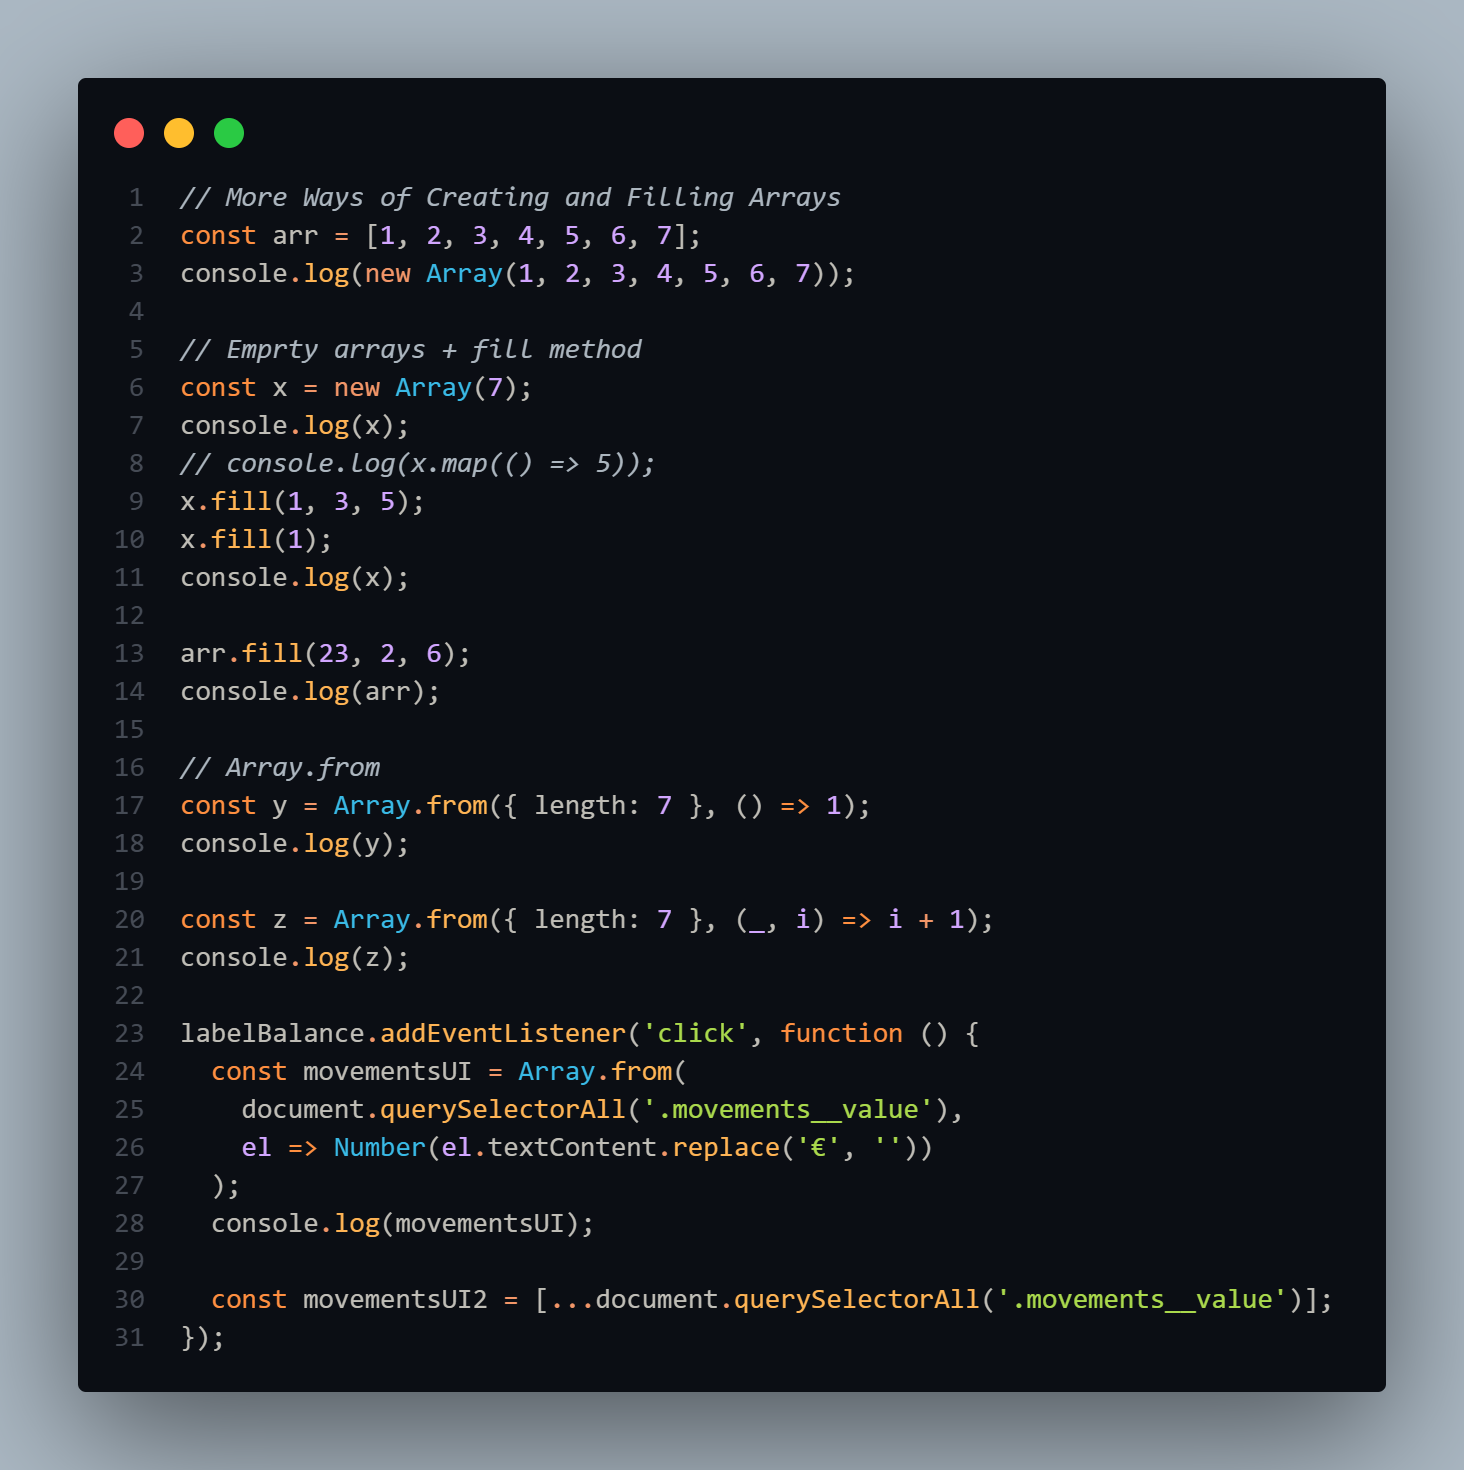 1 // More Ways of Creating and Filling Arrays
2 const arr = [1, 2, 3, 4, 5, 6, 7];
3 console.log(new Array(1, 2, 3, 4, 5, 6, 7));
4
5 // Emprty arrays + fill method
6 const x = new Array(7);
7 console.log(x);
8 // console.log(x.map(() => 5));
9 x.fill(1, 3, 5);
10 x.fill(1);
11 console.log(x);
12
13 arr.fill(23, 2, 6);
14 console.log(arr);
15
16 // Array.from
17 const y = Array.from({ length: 7 }, () => 1);
18 console.log(y);
19
20 const z = Array.from({ length: 7 }, (_, i) => i + 1);
21 console.log(z);
22
23 labelBalance.addEventListener('click', function () {
24   const movementsUI = Array.from(
25     document.querySelectorAll('.movements__value'),
26     el => Number(el.textContent.replace('€', ''))
27   );
28   console.log(movementsUI);
29
30   const movementsUI2 = [...document.querySelectorAll('.movements__value')];
31 });